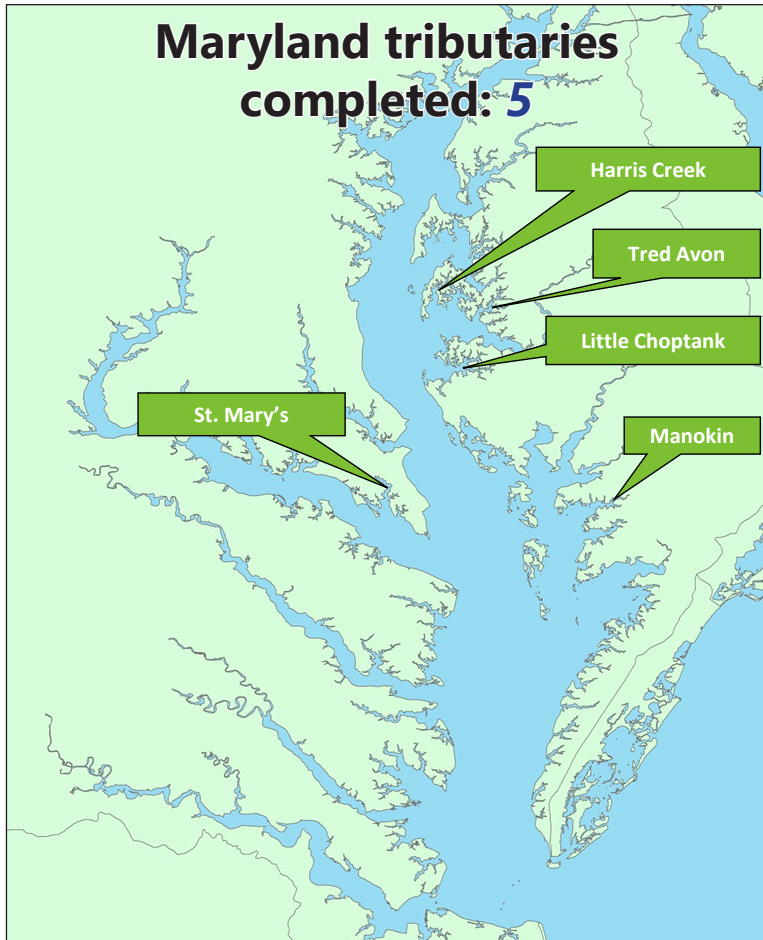 Maryland tributaries
completed: 5
Harris Creek
Tred Avon
Little Choptank
St. Mary’s
Manokin